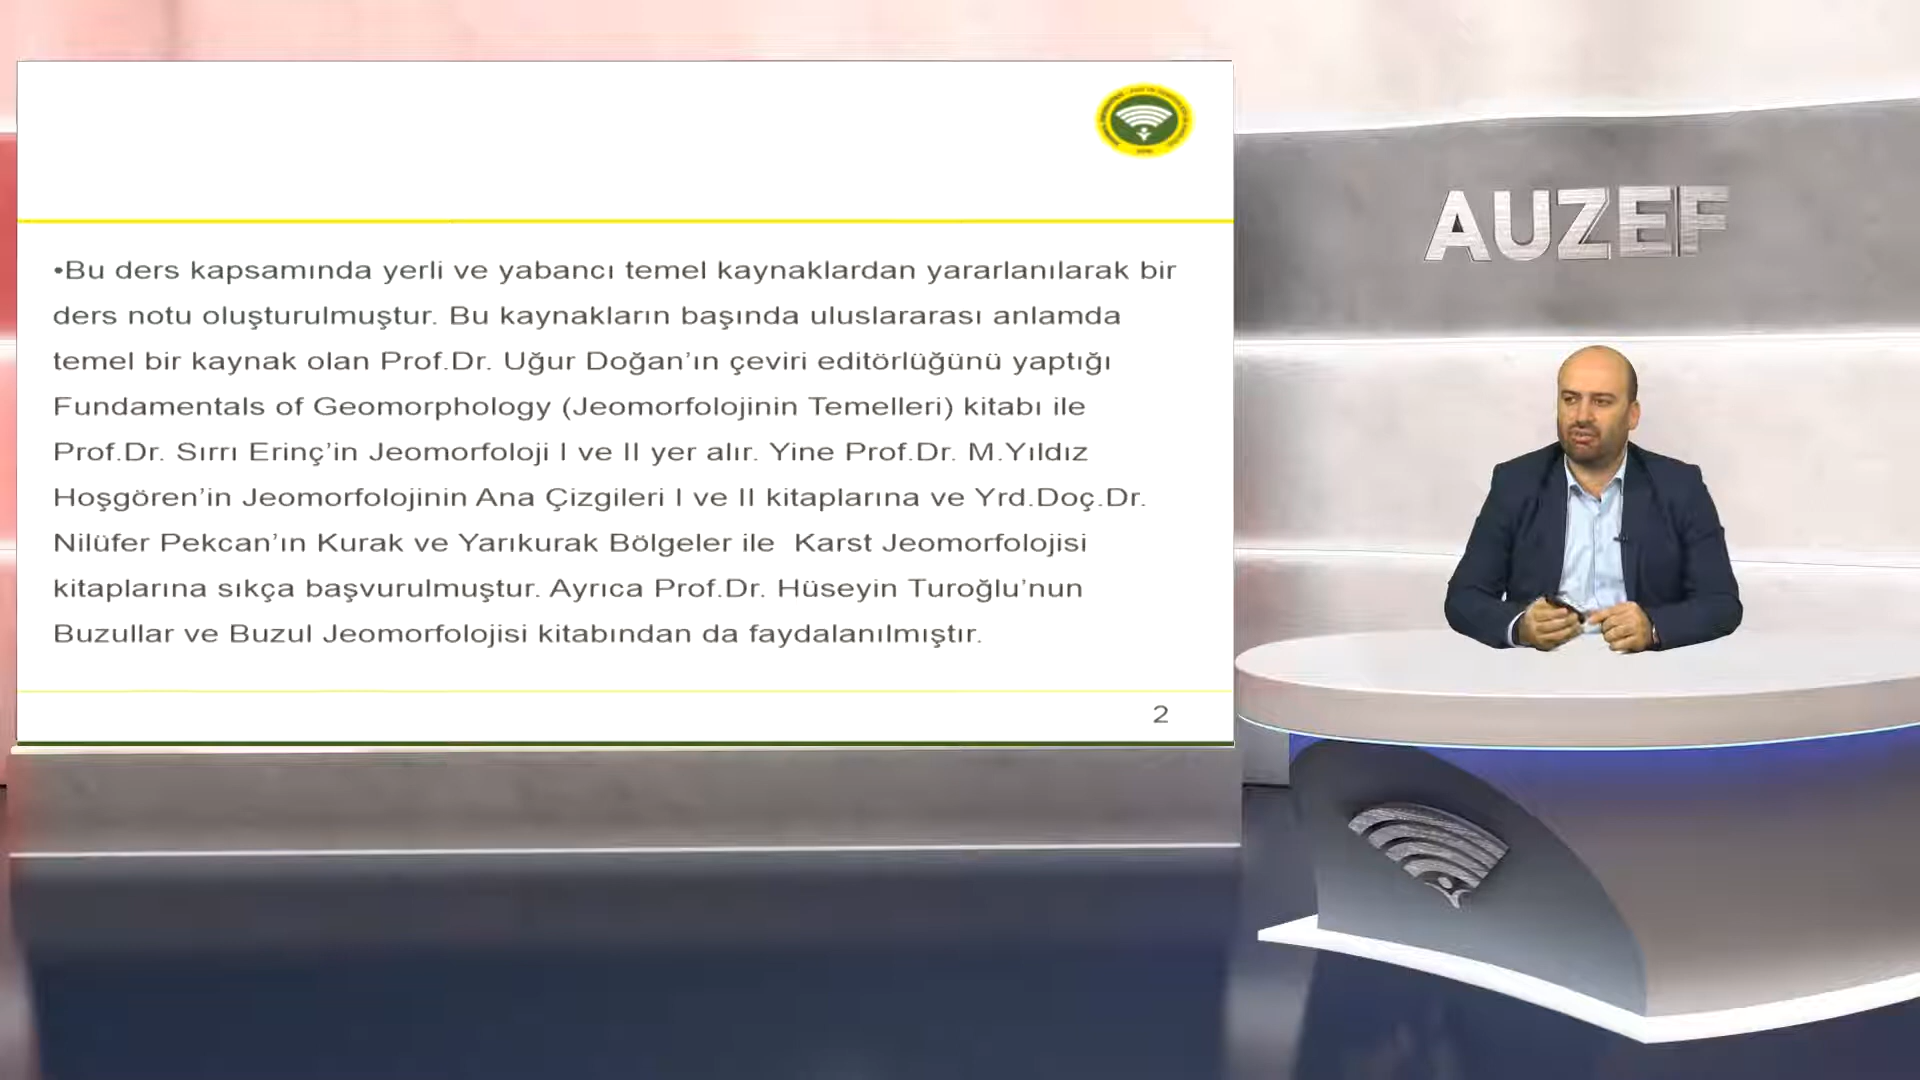 •Bu ders kapsamında yerli ve yabancı temel kaynaklardan yararlanılarak bir
ders notu oluşturulmuştur. Bu kaynakların başında uluslararası anlamda
temel bir kaynak olan Prof.Dr. Uğur Doğan’ın çeviri editörlüğünü yaptığı
Fundamentals of Geomorphology (Jeomorfolojinin Temelleri) kitabı ile
Prof.Dr. Sırrı Erinç’in Jeomorfoloji I ve II yer alır. Yine Prof.Dr. M.Yıldız
Hoşgören’in Jeomorfolojinin Ana Çizgileri I ve II kitaplarına ve Yrd.Doç.Dr.
Nilüfer Pekcan’ın Kurak ve Yarıkurak Bölgeler ile  Karst Jeomorfolojisi
kitaplarına sıkça başvurulmuştur. Ayrıca Prof.Dr. Hüseyin Turoğlu’nun
Buzullar ve Buzul Jeomorfolojisi kitabından da faydalanılmıştır.
2
AUZEF